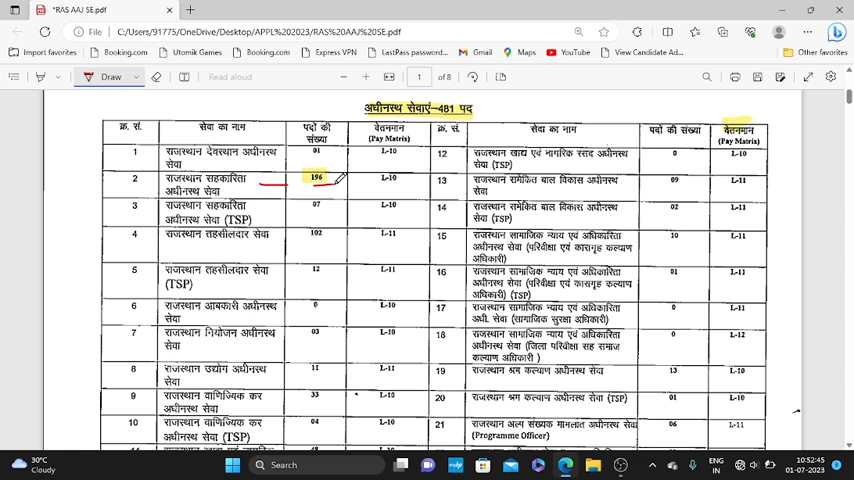 *RAS AAJ SE.pdf
File
C:/Users/91775/OneDrive/Desktop/APPL%202023/RAS%20AAJ%20SE.pdf
Import favorites
Booking.com
Utomik Games
Booking.com
Express VPN
LastPass password...
Gmail
Maps
YouTube
View Candidate Ad...
Other favorites
Draw
Read aloud
1
of 8
अधीनस्थ सेवाएं-481 पद
क्र. सं.
सेवा का नाम
पदों की संख्या
वेतनमान (Pay Matrix)
क्र. सं.
सेवा का नाम
पदों की संख्या
वेतनमान (Pay Matrix)
1 राजस्थान देवस्थान अधीनस्थ सेवा 01 L-10
12 राजस्थान खाद्य एवं नागरिक रसद अधीनस्थ सेवा (TSP) 0 L-10
2 राजस्थान सहकारिता अधीनस्थ सेवा 196 L-10
13 राजस्थान समेकित बाल विकास अधीनस्थ सेवा 09 L-11
3 राजस्थान सहकारिता अधीनस्थ सेवा (TSP) 07 L-10
14 राजस्थान समेकित बाल विकास अधीनस्थ सेवा (TSP) 02 L-11
4 राजस्थान तहसीलदार सेवा 102 L-11
15 राजस्थान सामाजिक न्याय एवं अधिकारिता अधीनस्थ सेवा (परिवीक्षा एवं कारागृह कल्याण अधिकारी) 10 L-11
5 राजस्थान तहसीलदार सेवा (TSP) 12 L-11
16 राजस्थान सामाजिक न्याय एवं अधिकारिता अधीनस्थ सेवा (परिवीक्षा एवं कारागृह कल्याण अधिकारी) (TSP) 01 L-11
6 राजस्थान आबकारी अधीनस्थ सेवा 0 L-10
17 राजस्थान सामाजिक न्याय एवं अधिकारिता अधी. सेवा (सामाजिक सुरक्षा अधिकारी) 0 L-11
7 राजस्थान नियोजन अधीनस्थ सेवा 03 L-10
18 राजस्थान सामाजिक न्याय एवं अधिकारिता अधीनस्थ सेवा (जिला परिवीक्षा सह समाज कल्याण अधिकारी ) 0 L-12
8 राजस्थान उद्योग अधीनस्थ सेवा 11 L-11
19 राजस्थान श्रम कल्याण अधीनस्थ सेवा 13 L-10
9 राजस्थान वाणिज्यिक कर अधीनस्थ सेवा 33 L-10
20 राजस्थान श्रम कल्याण अधीनस्थ सेवा (TSP) 01 L-10
10 राजस्थान वाणिज्यिक कर अधीनस्थ सेवा (TSP) 04 L-10
21 राजस्थान अल्प संख्यक मामलात अधीनस्थ सेवा (Programme Officer) 06 L-11
30°C
Cloudy
Search
ENG
IN
10:52:45
01-07-2023